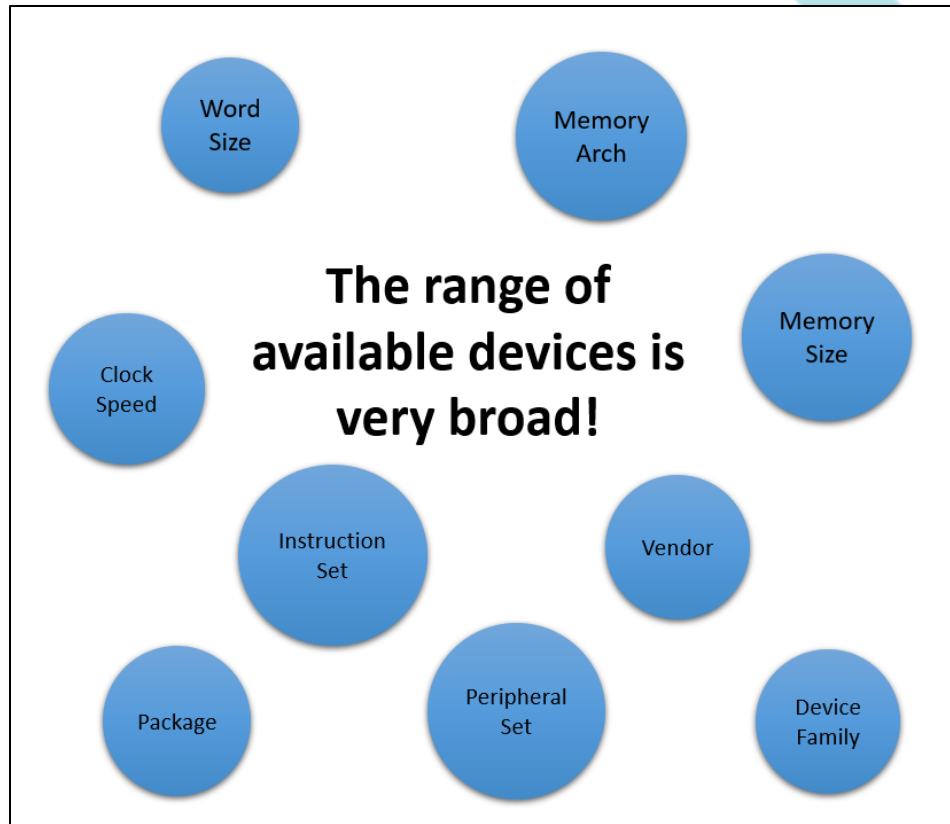 Word
Size
Memory
Arch
The range of
available devices is
very broad!
Memory
Size
Clock
Speed
Instruction
Set
Vendor
Package
Peripheral
Set
Device
Family